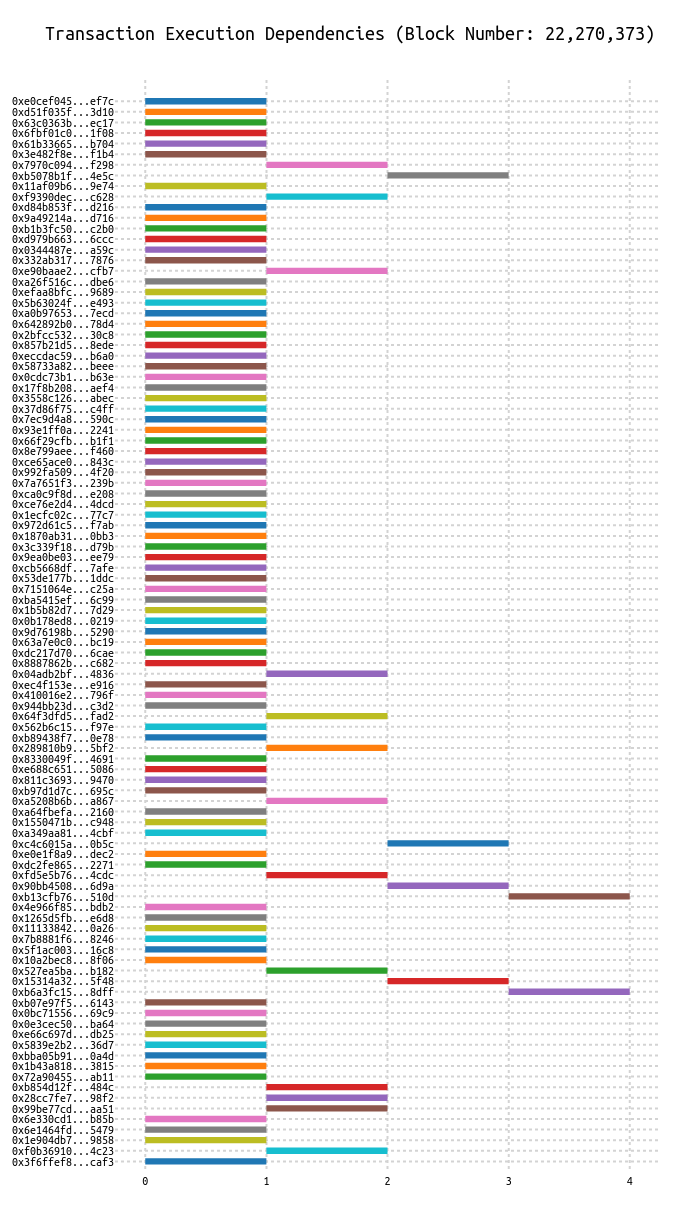 Transaction Execution Dependencies (Block Number: 22,270,373)
0xe0cef045...ef7c
0xd51f035f...3d10
0x63c0363b...ec17
0x6fbf01c0...1f08
0x61b33665...b704
0x3e482f8e...f1b4
0x7970c094...f298
0xb5078b1f...4e5c
0x11af09b6...9e74
0xf9390dec...c628
0xd84b853f...d216
0x9a49214a...d716
0xb1b3fc50...c2b0
0xd979b663...6ccc
0x0344487e...a59c
0x332ab317...7876
0xe90baae2...cfb7
0xa26f516c...dbe6
0xefaa8bfc...9689
0x5b63024f...e493
0xa0b97653...7ecd
0x642892b0...78d4
0x2bfcc532...30c8
0x857b21d5...8ede
0xeccdac59...b6a0
0x58733a82...beee
0x0cdc73b1...b63e
0x17f8b208...aef4
0x3558c126...abec
0x37d86f75...c4ff
0x7ec9d4a8...590c
0x93e1ff0a...2241
0x66f29cfb...b1f1
0x8e799aee...f460
0xce65ace0...843c
0x992fa509...4f20
0x7a7651f3...239b
0xca0c9f8d...e208
0xce76e2d4...4dcd
0x1ecfc02c...77c7
0x972d61c5...f7ab
0x1870ab31...0bb3
0x3c339f18...d79b
0x9ea0be03...ee79
0xcb5668df...7afe
0x53de177b...1ddc
0x7151064e...c25a
0xba5415ef...6c99
0x1b5b82d7...7d29
0x0b178ed8...0219
0x9d76198b...5290
0x63a7e0c0...bc19
0xdc217d70...6cae
0x8887862b...c682
0x04adb2bf...4836
0xec4f153e...e916
0x410016e2...796f
0x944bb23d...c3d2
0x64f3dfd5...fad2
0x562b6c15...f97e
0xb89438f7...0e78
0x289810b9...5bf2
0x8330049f...4691
0xe688c651...5086
0x811c3693...9470
0xb97d1d7c...695c
0xa5208b6b...a867
0xa64fbefa...2160
0x1550471b...c948
0xa349aa81...4cbf
0xc4c6015a...0b5c
0xe0e1f8a9...dec2
0xdc2fe865...2271
0xfd5e5b76...4cdc
0x90bb4508...6d9a
0xb13cfb76...510d
0x4e966f85...bdb2
0x1265d5fb...e6d8
0x11133842...0a26
0x7b8881f6...8246
0x5f1ac003...16c8
0x10a2bec8...8f06
0x527ea5ba...b182
0x15314a32...5f48
0xb6a3fc15...8dff
0xb07e97f5...6143
0x0bc71556...69c9
0x0e3cec50...ba64
0xe66c697d...db25
0x5839e2b2...36d7
0xbba05b91...0a4d
0x1b43a818...3815
0x72a90455...ab11
0xb854d12f...484c
0x28cc7fe7...98f2
0x99be77cd...aa51
0x6e330cd1...b85b
0x6e1464fd...5479
0x1e904db7...9858
0xf0b36910...4c23
0x3f6ffef8...caf3
0 1 2 3 4